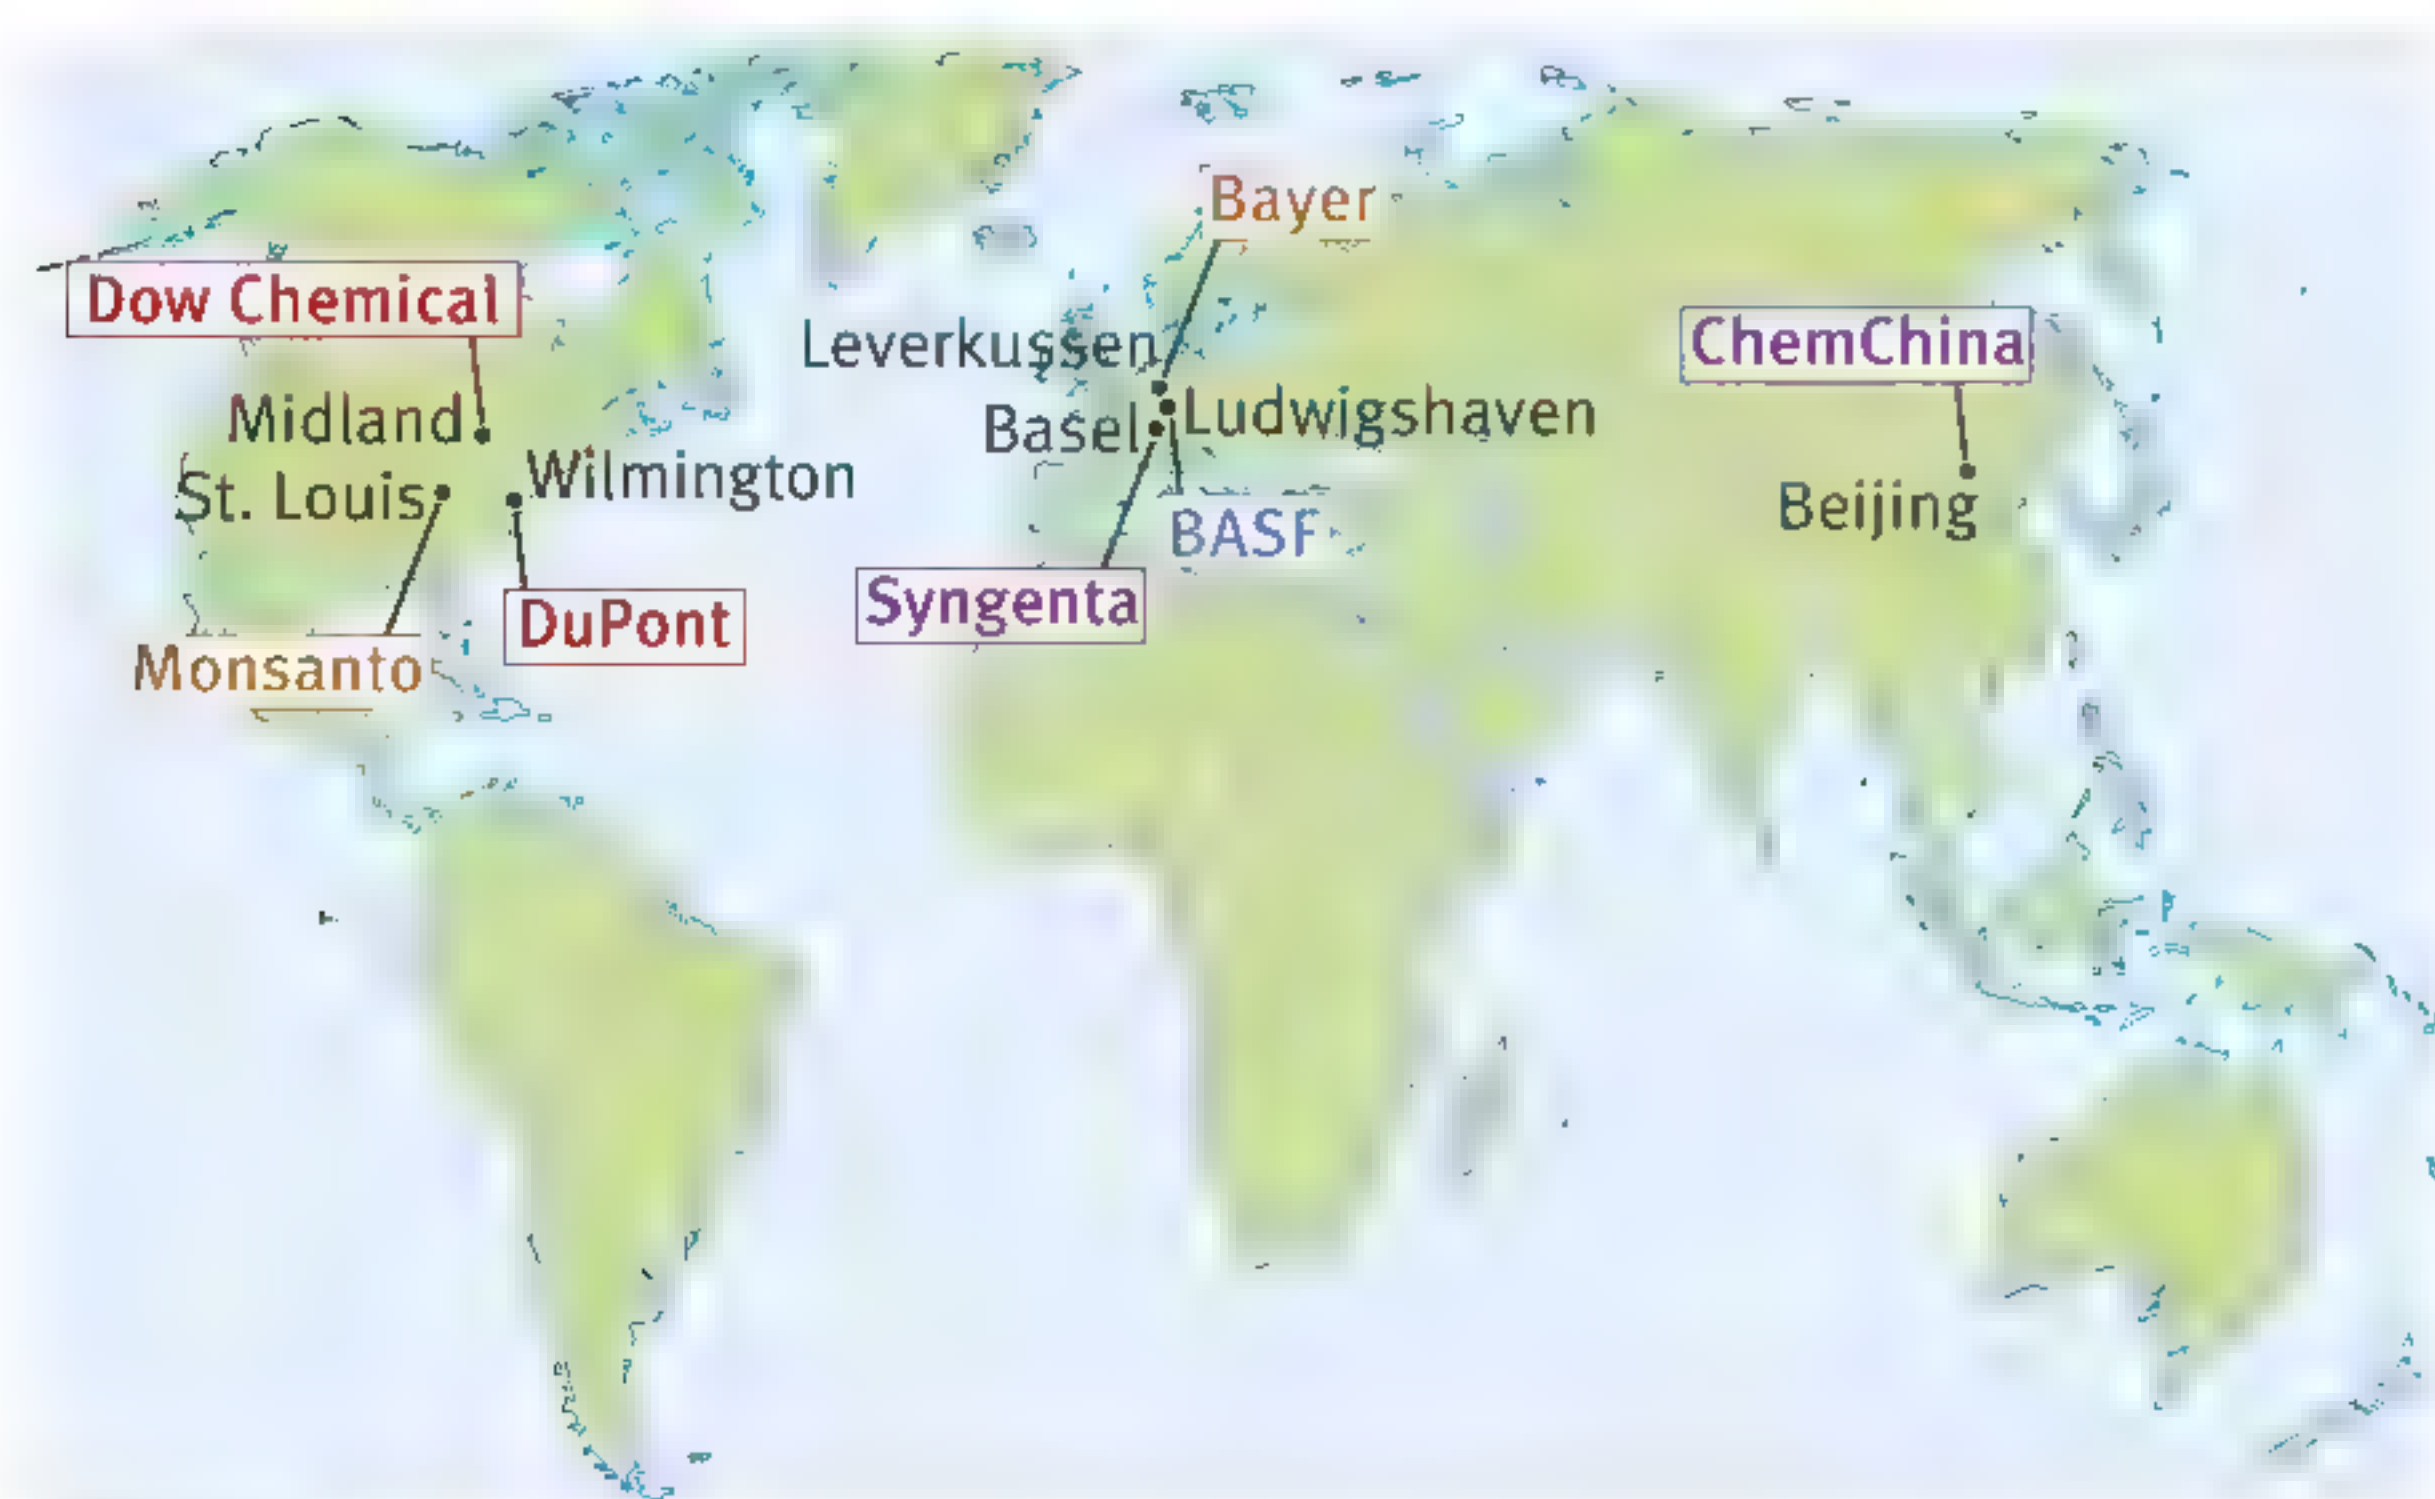 Bayer
Dow Chemical
Leverkussen
ChemChina
Midland
Basel
Ludwigshaven
Wilmington
St. Louis
Beijing
BASF
Syngenta
DuPont
Monsanto